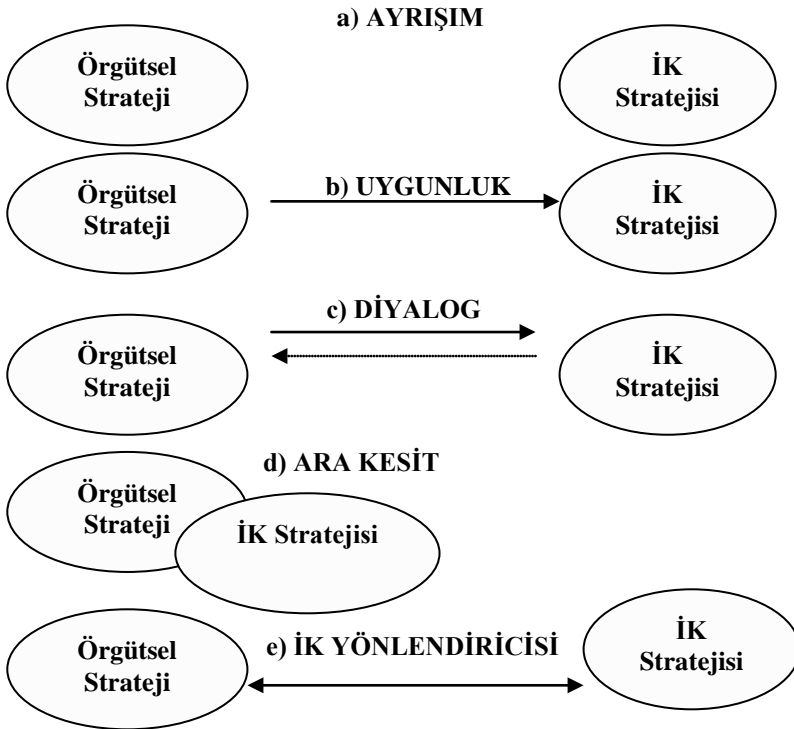 a) AYRIŞIM
Örgütsel
Strateji
İK
Stratejisi
b) UYGUNLUK
Örgütsel
Strateji
İK
Stratejisi
c) DİYALOG
Örgütsel
Strateji
İK
Stratejisi
d) ARA KESİT
Örgütsel
Strateji
İK Stratejisi
e) İK YÖNLENDİRİCİSİ
Örgütsel
Strateji
İK
Stratejisi